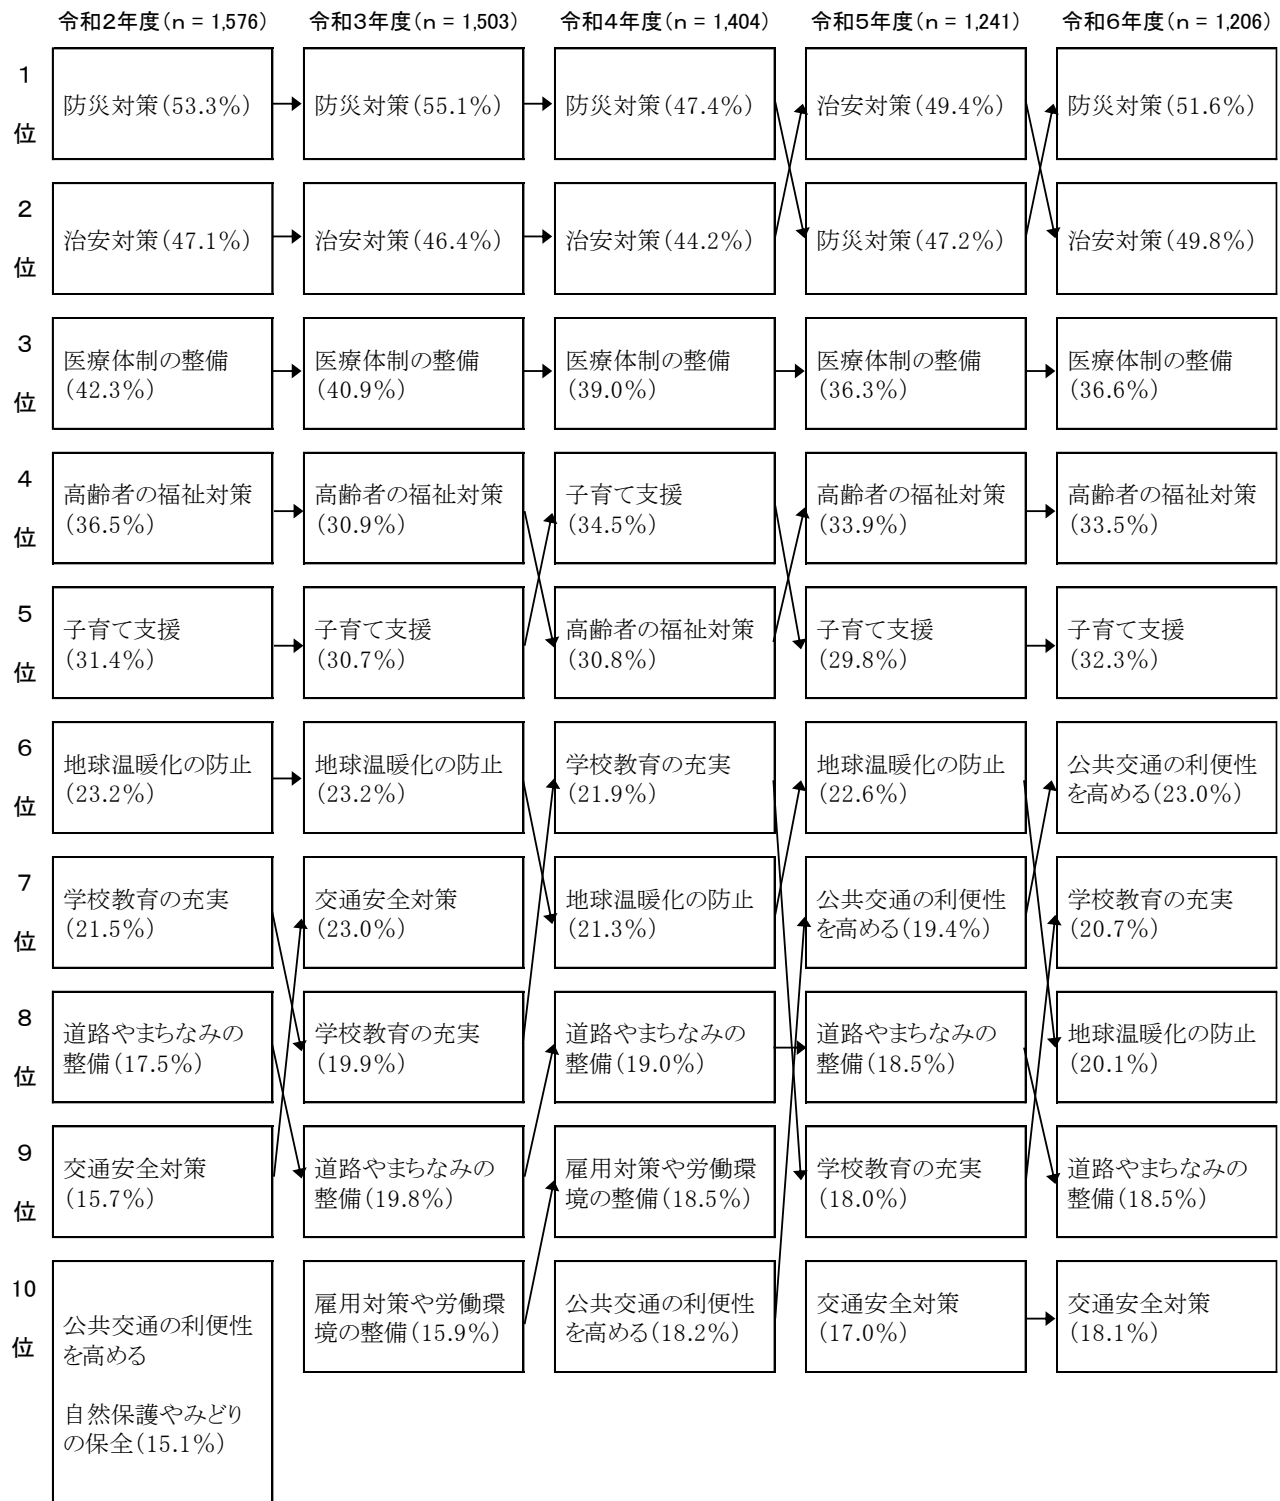 令和2年度(n = 1,576)
令和3年度(n = 1,503)
令和4年度(n = 1,404)
令和5年度(n = 1,241)
令和6年度(n = 1,206)
1
位
防災対策(53.3%)
防災対策(55.1%)
防災対策(47.4%)
治安対策(49.4%)
防災対策(51.6%)
2
位
治安対策(47.1%)
治安対策(46.4%)
治安対策(44.2%)
防災対策(47.2%)
治安対策(49.8%)
3
位
医療体制の整備
(42.3%)
医療体制の整備
(40.9%)
医療体制の整備
(39.0%)
医療体制の整備
(36.3%)
医療体制の整備
(36.6%)
4
位
高齢者の福祉対策
(36.5%)
高齢者の福祉対策
(30.9%)
子育て支援
(34.5%)
高齢者の福祉対策
(33.9%)
高齢者の福祉対策
(33.5%)
5
位
子育て支援
(31.4%)
子育て支援
(30.7%)
高齢者の福祉対策
(30.8%)
子育て支援
(29.8%)
子育て支援
(32.3%)
6
位
地球温暖化の防止
(23.2%)
地球温暖化の防止
(23.2%)
学校教育の充実
(21.9%)
地球温暖化の防止
(22.6%)
公共交通の利便性
を高める(23.0%)
7
位
学校教育の充実
(21.5%)
交通安全対策
(23.0%)
地球温暖化の防止
(21.3%)
公共交通の利便性
を高める(19.4%)
学校教育の充実
(20.7%)
8
位
道路やまちなみの
整備(17.5%)
学校教育の充実
(19.9%)
道路やまちなみの
整備(19.0%)
道路やまちなみの
整備(18.5%)
地球温暖化の防止
(20.1%)
9
位
交通安全対策
(15.7%)
道路やまちなみの
整備(19.8%)
雇用対策や労働環
境の整備(18.5%)
学校教育の充実
(18.0%)
道路やまちなみの
整備(18.5%)
10
位
公共交通の利便性
を高める
自然保護やみどり
の保全(15.1%)
雇用対策や労働環
境の整備(15.9%)
公共交通の利便性
を高める(18.2%)
交通安全対策
(17.0%)
交通安全対策
(18.1%)